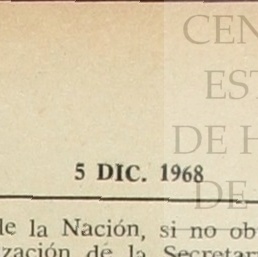 CEN
EST
DE H
5 DIC. 1968
DE
de la Nación, si no ob
zación de la Secretar